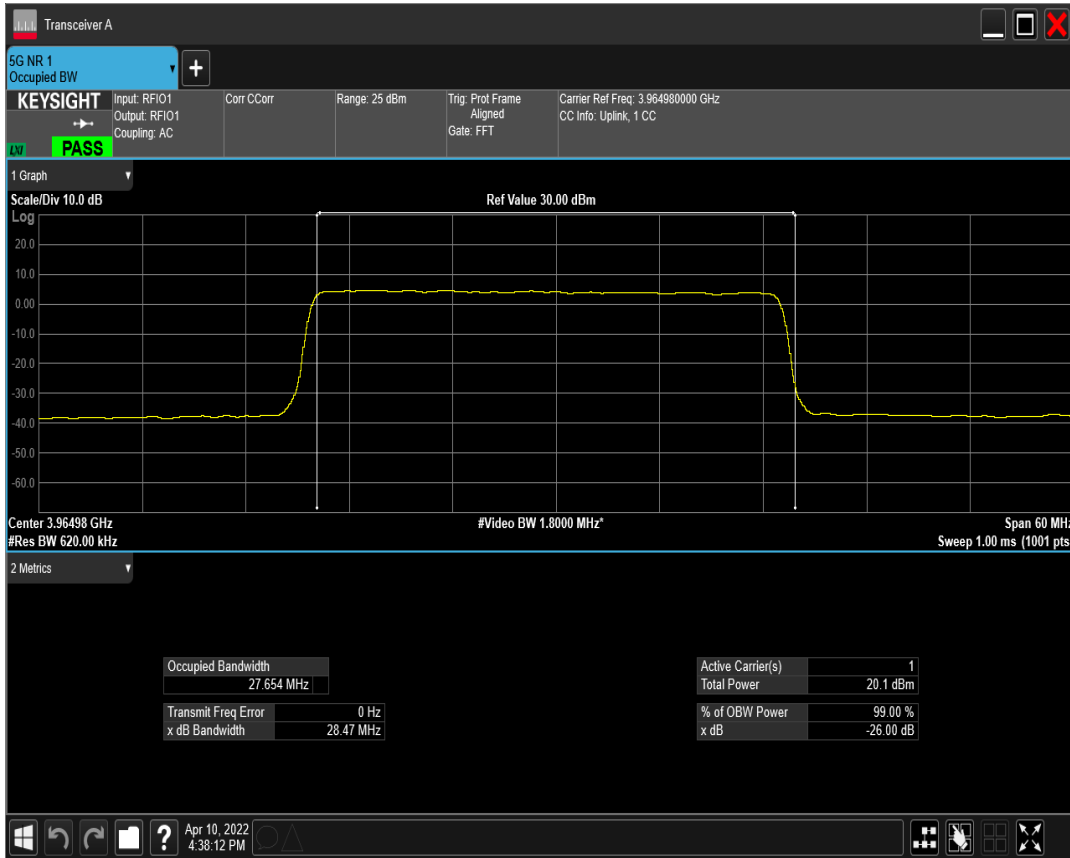 Transceiver A
5G NR 1
Occupied BW
KEYSIGHT
LXI
PASS
Input: RFIO1
Output: RFIO1
Coupling: AC
Corr CCorr
Range: 25 dBm
Trig: Prot Frame
Aligned
Gate: FFT
Carrier Ref Freq: 3.964980000 GHz
CC Info: Uplink, 1 CC
1 Graph
Scale/Div 10.0 dB
Ref Value 30.00 dBm
Log
20.0
10.0
0.00
-10.0
-20.0
-30.0
-40.0
-50.0
-60.0
Center 3.96498 GHz
#Video BW 1.8000 MHz*
Span 60 MHz
#Res BW 620.00 kHz
Sweep 1.00 ms (1001 pts
2 Metrics
Occupied Bandwidth
27.654 MHz
Transmit Freq Error 0 Hz
x dB Bandwidth 28.47 MHz
Active Carrier(s) 1
Total Power 20.1 dBm
% of OBW Power 99.00 %
x dB -26.00 dB
?
Apr 10, 2022
4:38:12 PM